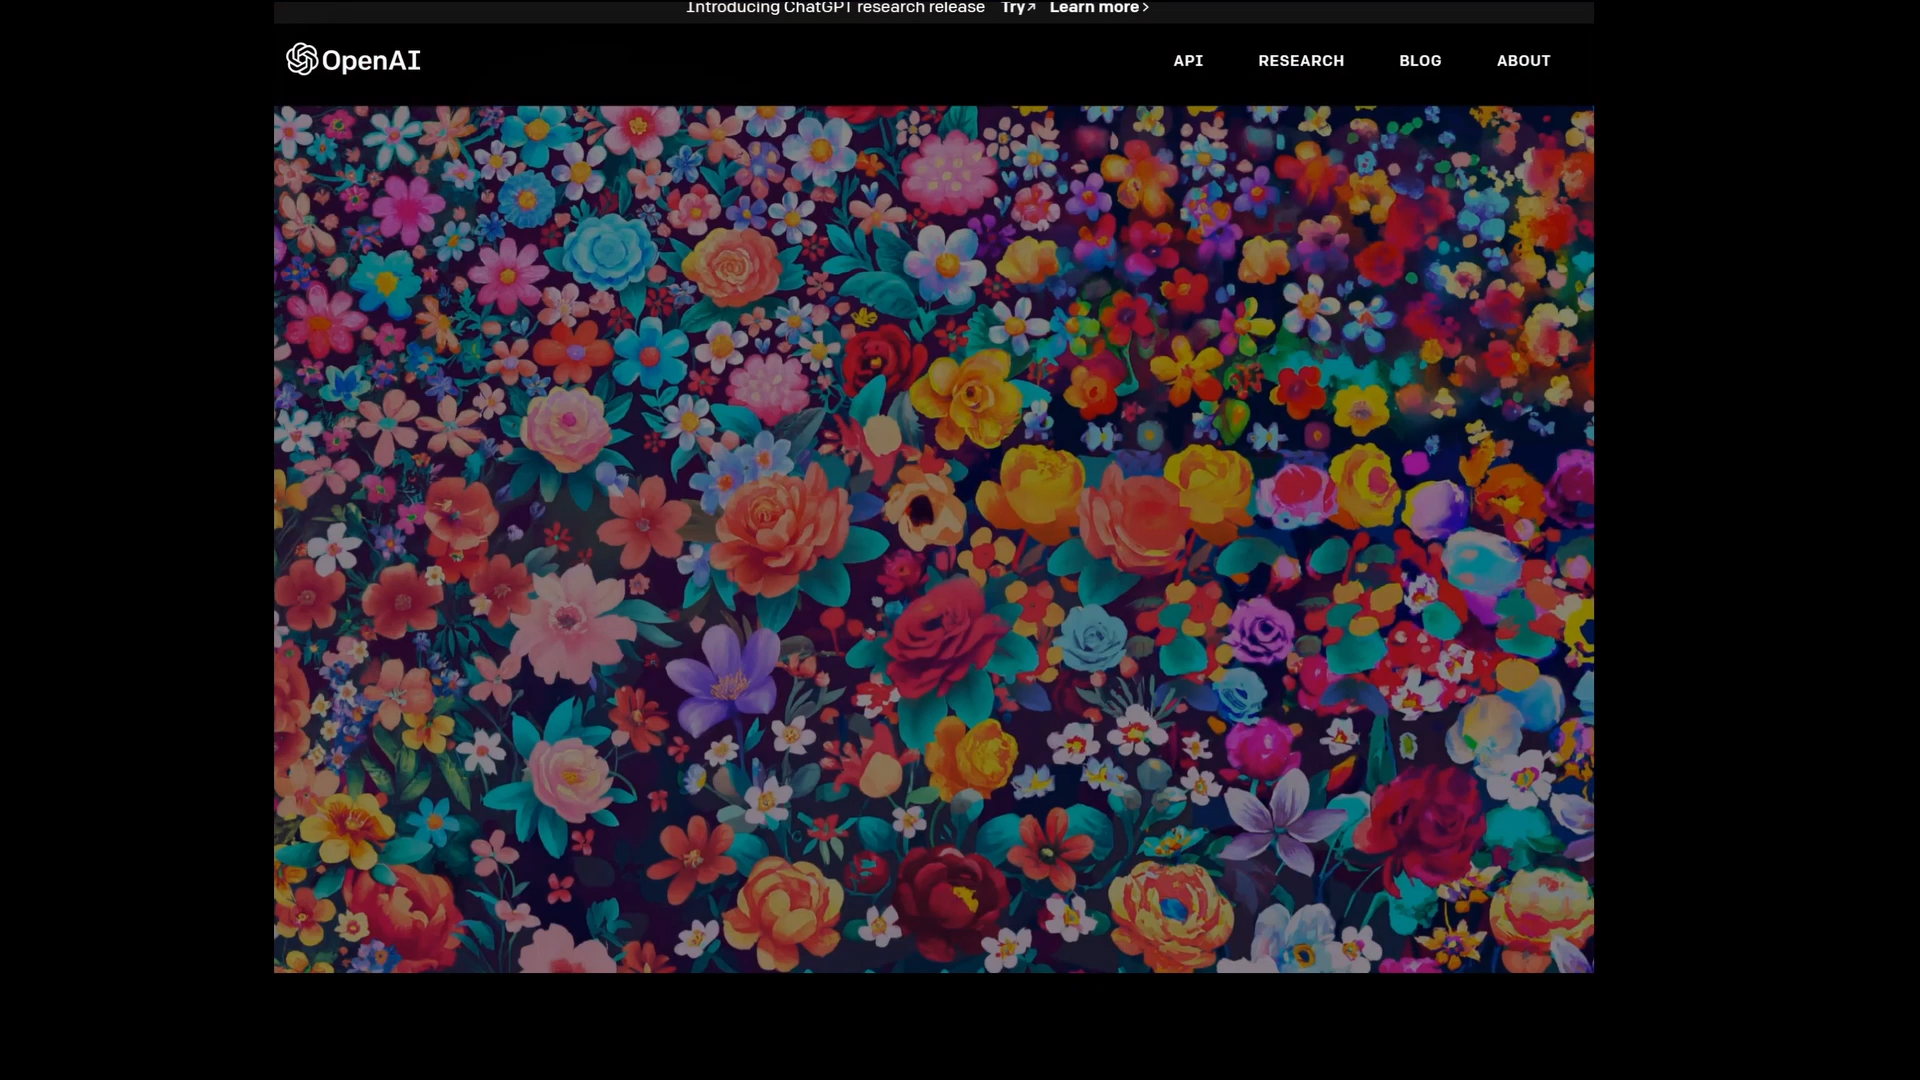 Introducing ChatGPT research release Try↗ Learn more ›
OpenAI
API RESEARCH BLOG ABOUT